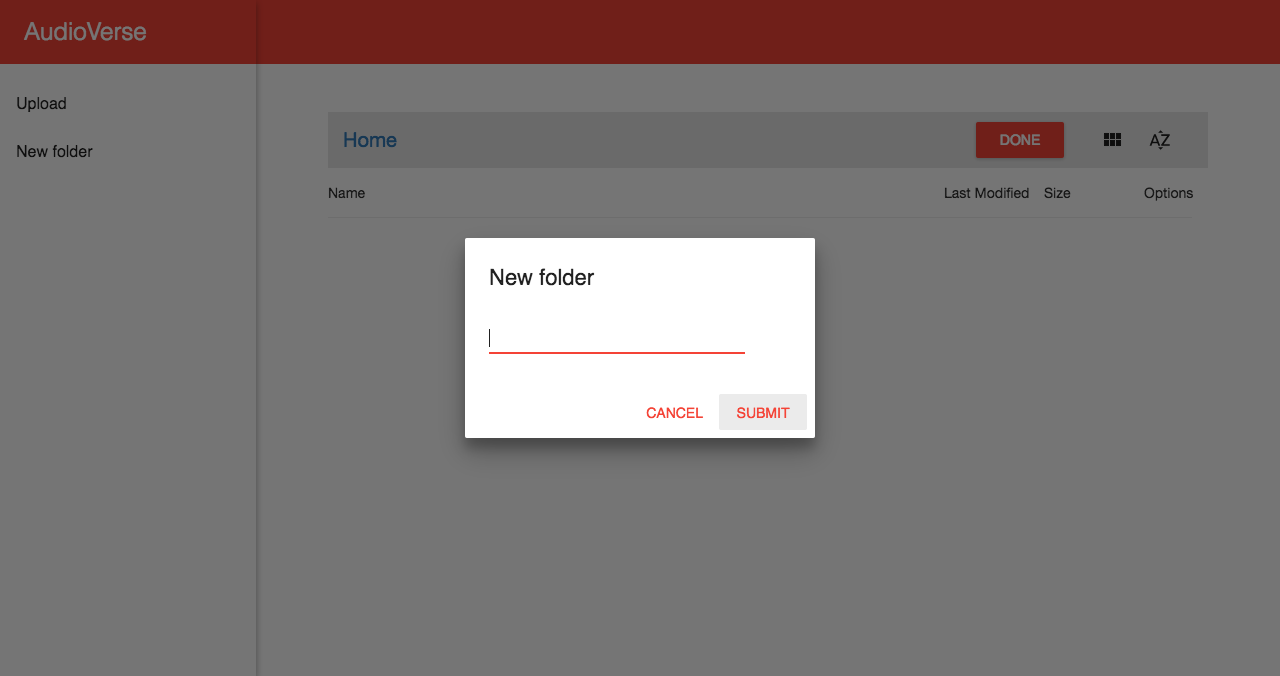 AudioVerse
Upload
New folder
Home
DONE
AZ
Name
Last Modified
Size
Options
New folder
CANCEL
SUBMIT